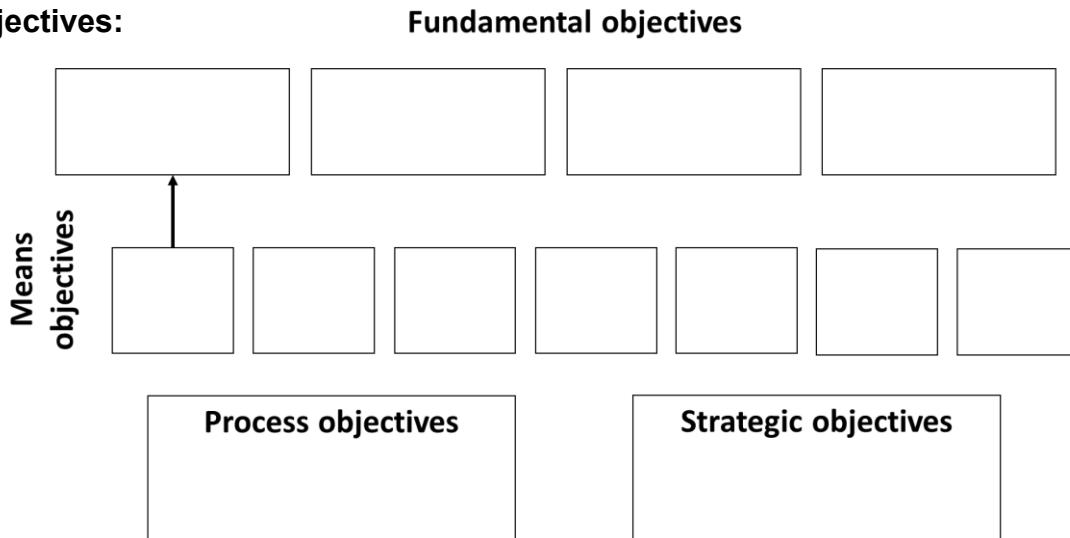 jectives:
Fundamental objectives
Means
objectives
Process objectives
Strategic objectives